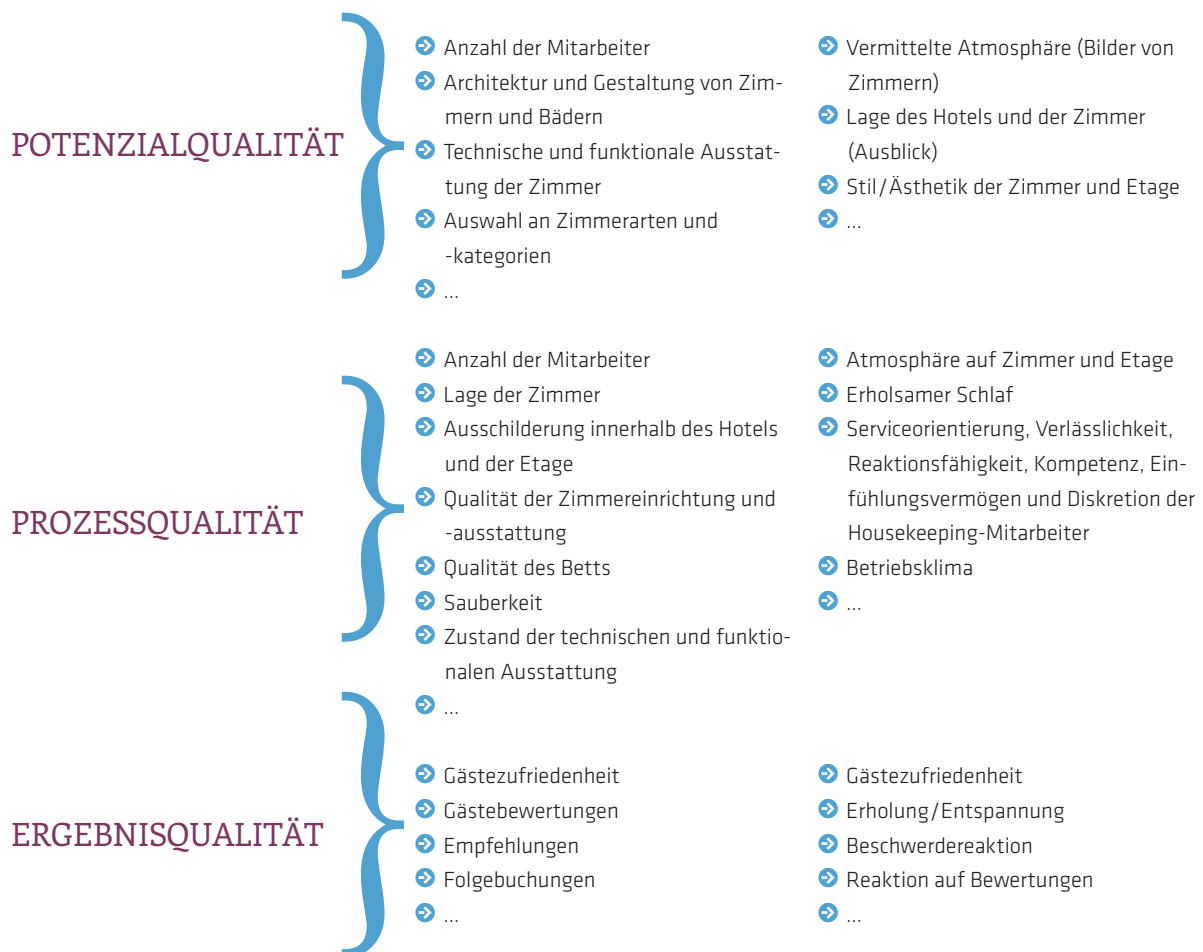 POTENZIALQUALITÄT
Anzahl der Mitarbeiter
Architektur und Gestaltung von Zim-
mern und Bädern
Technische und funktionale Ausstat-
tung der Zimmer
Auswahl an Zimmerarten und
-kategorien
...
Vermittelte Atmosphäre (Bilder von
Zimmern)
Lage des Hotels und der Zimmer
(Ausblick)
Stil/Ästhetik der Zimmer und Etage
...
PROZESSQUALITÄT
Anzahl der Mitarbeiter
Lage der Zimmer
Ausschilderung innerhalb des Hotels
und der Etage
Qualität der Zimmereinrichtung und
-ausstattung
Qualität des Betts
Sauberkeit
Zustand der technischen und funktio-
nalen Ausstattung
...
Atmosphäre auf Zimmer und Etage
Erholsamer Schlaf
Serviceorientierung, Verlässlichkeit,
Reaktionsfähigkeit, Kompetenz, Ein-
fühlungsvermögen und Diskretion der
Housekeeping-Mitarbeiter
Betriebsklima
...
ERGEBNISQUALITÄT
Gästezufriedenheit
Gästebewertungen
Empfehlungen
Folgebuchungen
...
Gästezufriedenheit
Erholung/Entspannung
Beschwerdereaktion
Reaktion auf Bewertungen
...